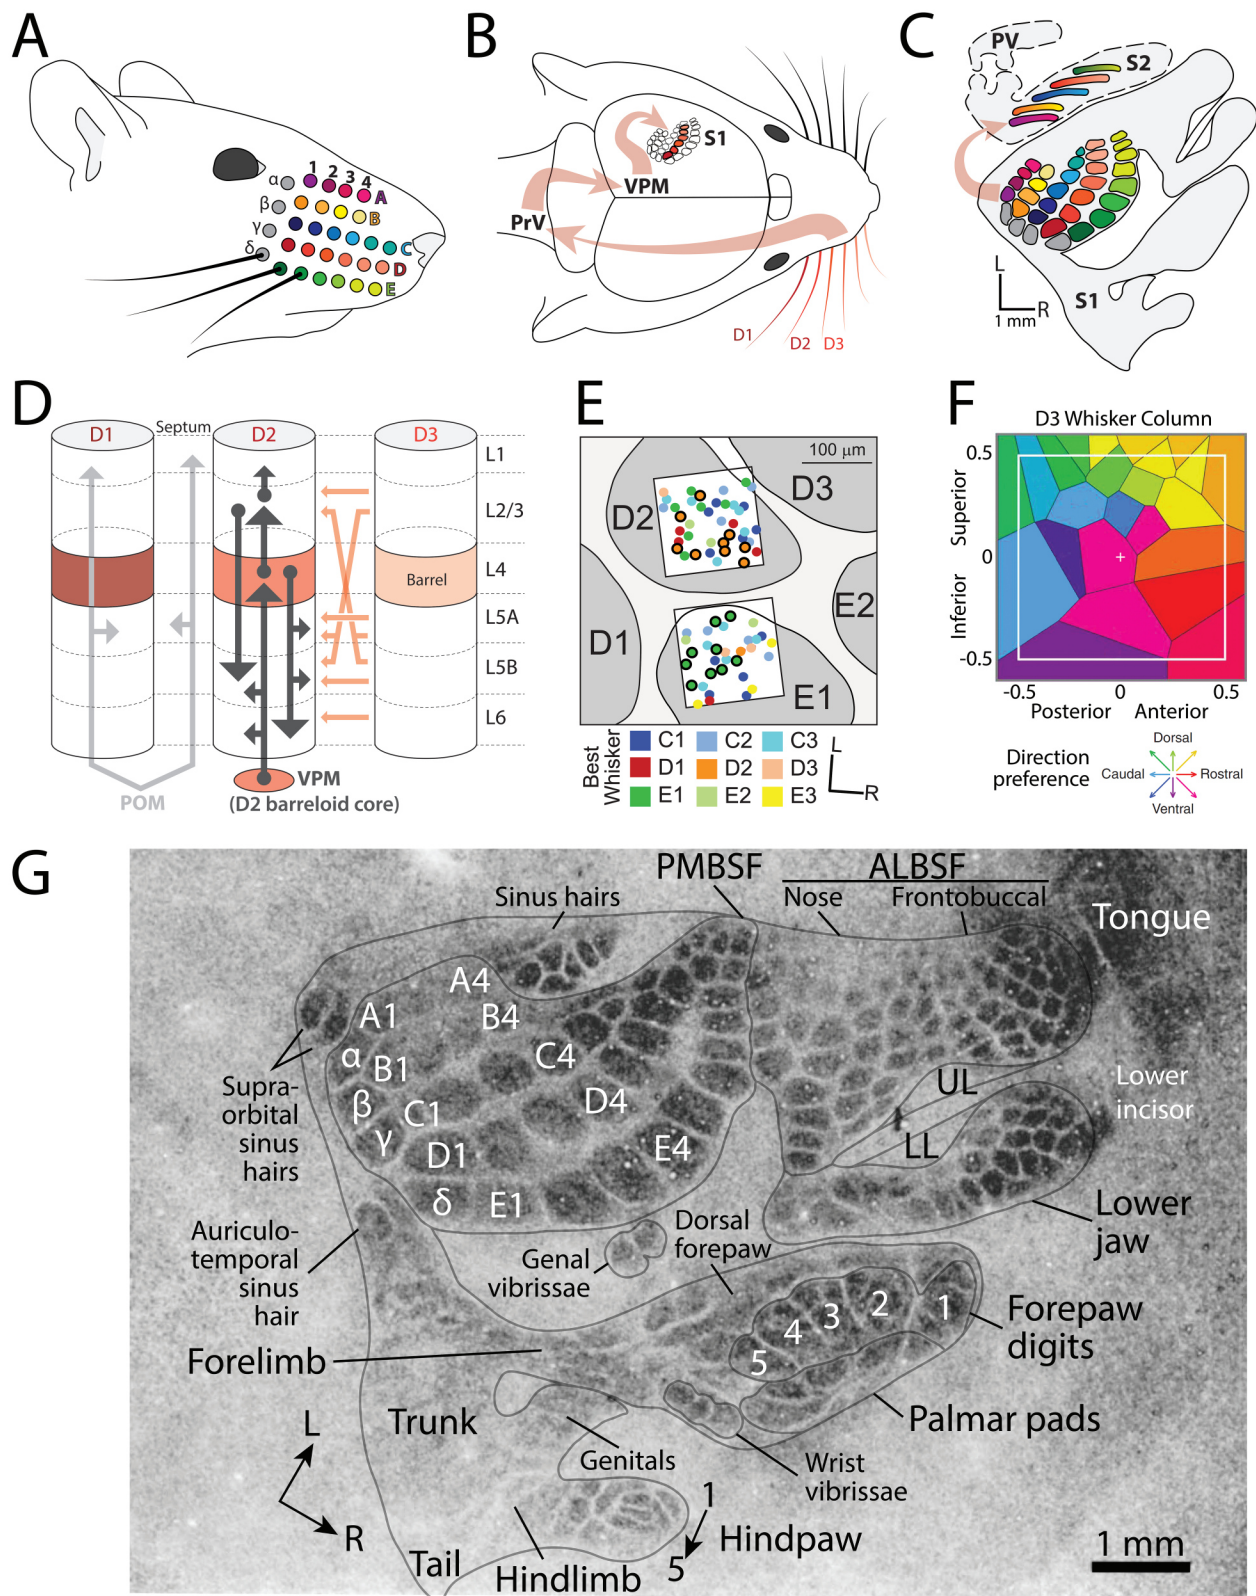 A
1 2 3 4
α
β
γ
δ
A
B
C
D
E
B
S1
VPM
PrV
D1
D2
D3
C
PV
S2
L
R
1 mm
S1
D
D1
Septum
D2
D3
L1
L2/3
L4
Barrel
L5A
L5B
L6
POM
VPM
(D2 barreloid core)
E
100 µm
D3
D2
E2
D1
E1
Best
Whisker
C1 C2 C3
D1 D2 D3
E1 E2 E3
L
R
F
D3 Whisker Column
0.5
Superior
0
Inferior
-0.5
-0.5 0 0.5
Posterior Anterior
Direction
preference
Dorsal
Caudal
Rostral
Ventral
G
PMBSF
ALBSF
Sinus hairs
Nose
Frontobuccal
Tongue
A4
A1
B4
α
B1
C4
β
C1
D4
γ
D1
E4
δ
E1
Supra-
orbital
sinus
hairs
UL
LL
Lower
incisor
Auriculo-
temporal
sinus
hair
Genal
vibrissae
Dorsal
forepaw
Lower
jaw
1
2
3
4
5
Forepaw
digits
Forelimb
Trunk
Genitals
Palmar pads
Wrist
vibrissae
L
R
1
5
Hindpaw
Tail
Hindlimb
1 mm